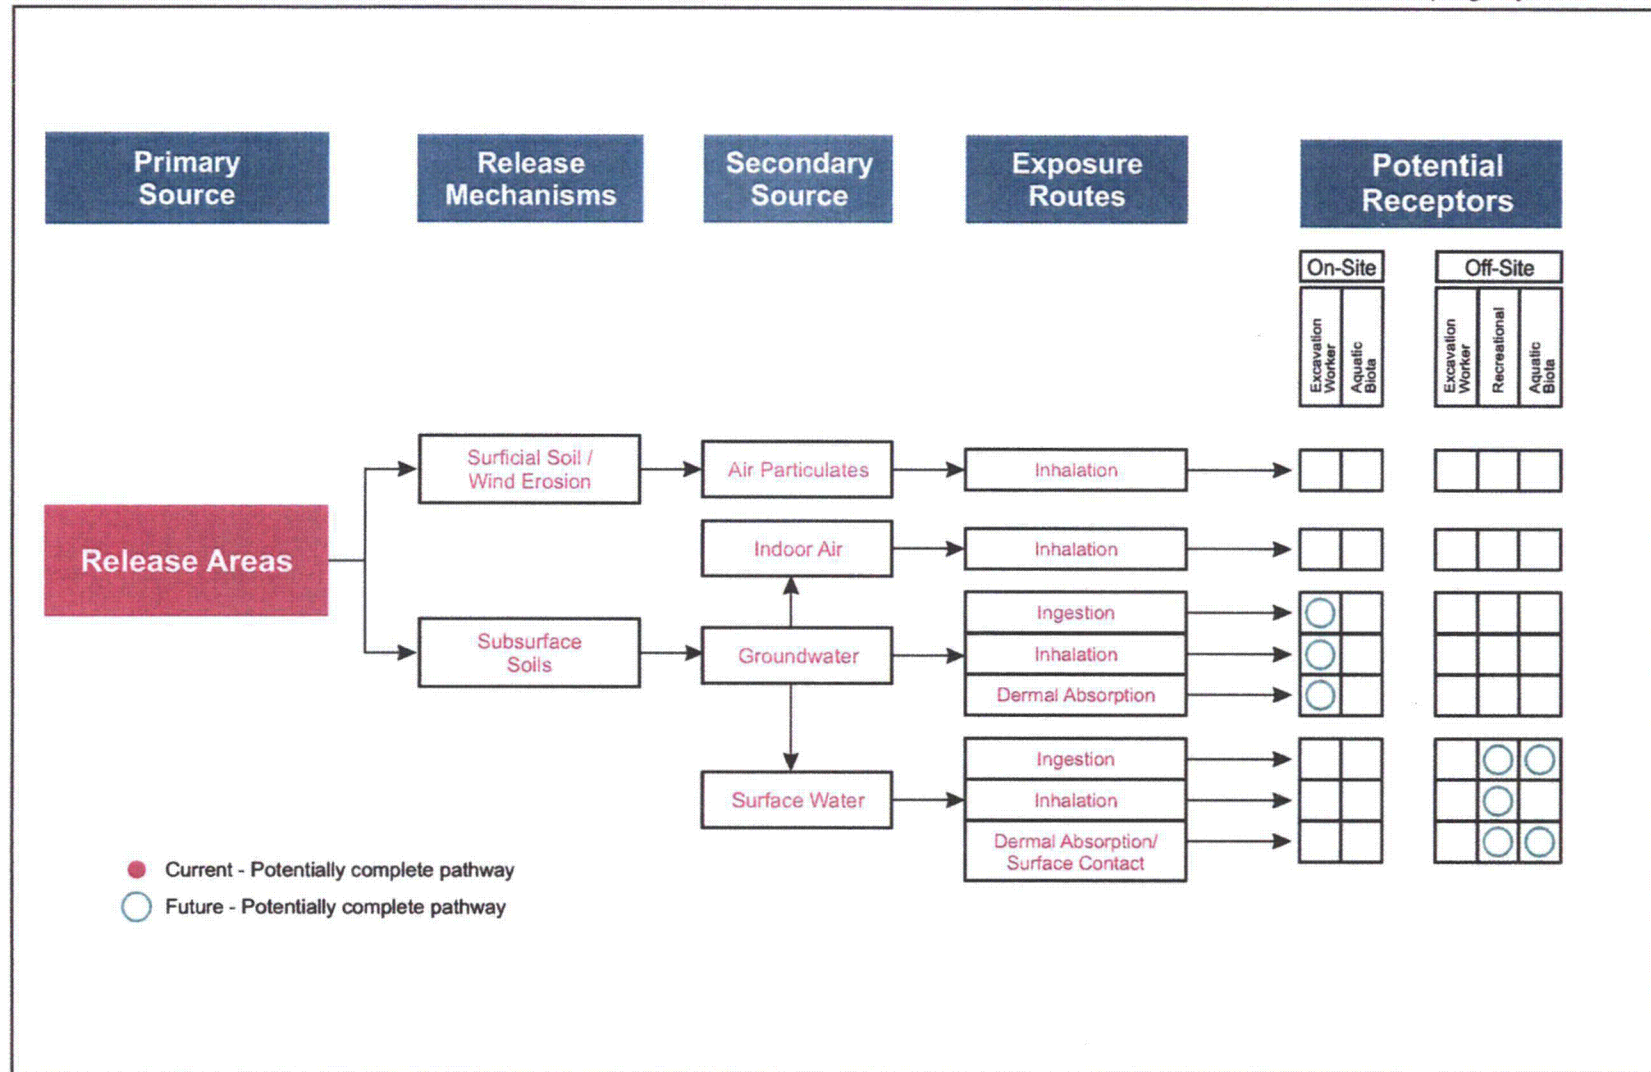 Primary
Source
Release
Mechanisms
Secondary
Source
Exposure
Routes
Potential
Receptors
On-Site
Off-Site
Excavation
Worker
Aquatic
Biota
Excavation
Worker
Recreational
Aquatic
Biota
Surficial Soil /
Wind Erosion
Air Particulates
Inhalation
Release Areas
Indoor Air
Inhalation
Subsurface
Soils
Groundwater
Ingestion
Inhalation
Dermal Absorption
Surface Water
Ingestion
Inhalation
Dermal Absorption/
Surface Contact
Current - Potentially complete pathway
Future - Potentially complete pathway